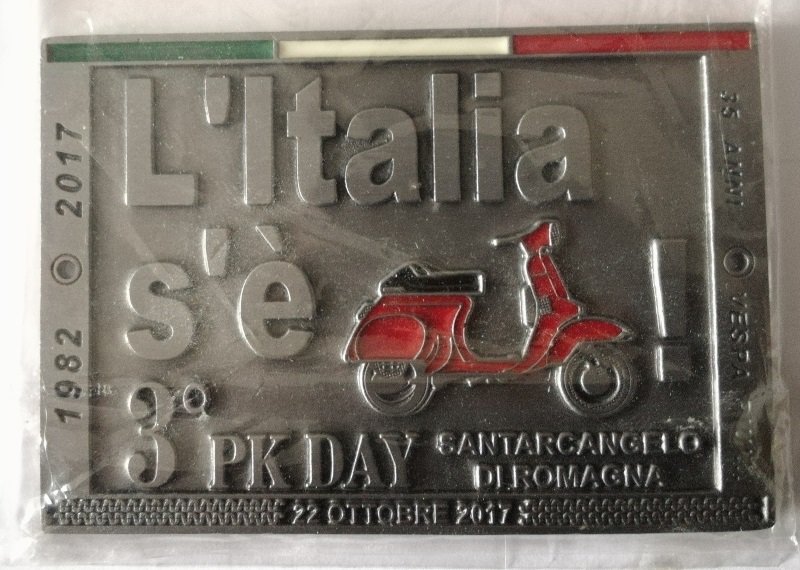 L'Italia
s'è !
3° PK DAY
SANTARCANGELO
DI ROMAGNA
22 OTTOBRE 2017
1982 2017
35 ANNI VESPA